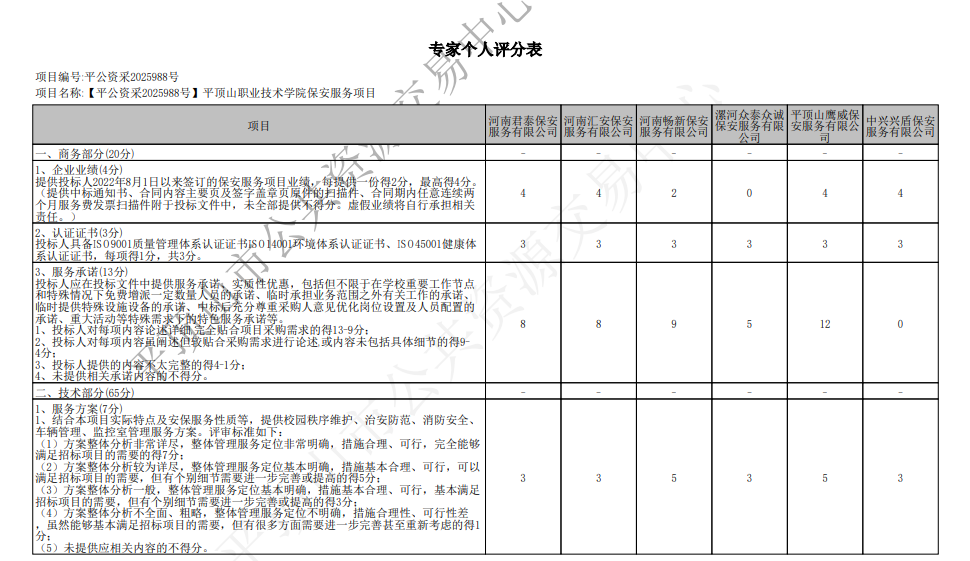 专家个人评分表
项目编号:平公资采2025988号
项目名称:【平公资采2025988号】平顶山职业技术学院保安服务项目
项目
河南君泰保安服务有限公司
河南汇安保安服务有限公司
河南畅新保安服务有限公司
漯河众泰众诚保安服务有限公司
平顶山鹰威保安服务有限公司
中兴兴盾保安服务有限公司
一、商务部分(20分) - - - - - -
1、企业业绩(4分)
提供投标人2022年8月1日以来签订的保安服务项目业绩，每提供一份得2分，最高得4分。
（提供中标通知书、合同内容主要页及签字盖章页原件的扫描件、合同期内任意连续两
个月服务费发票扫描件附于投标文件中，未全部提供不得分。虚假业绩将自行承担相关
责任。）
4 4 2 0 4 4
2、认证证书(3分)
投标人具备ISO9001质量管理体系认证证书ISO14001环境体系认证证书、ISO45001健康体
系认证证书，每项得1分，共3分。
3 3 3 3 3 3
3、服务承诺(13分)
投标人应在投标文件中提供服务承诺、实质性优惠，包括但不限于在学校重要工作节点
和特殊情况下免费增派一定数量人员的承诺、临时承担业务范围之外有关工作的承诺、
临时提供特殊设施设备的承诺、中标后充分尊重采购人意见优化岗位设置及人员配置的
承诺、重大活动等特殊需求下的特色服务承诺等。
1、投标人对每项内容论述详细,完全贴合项目采购需求的得13-9分；
2、投标人对每项内容虽阐述但较贴合采购需求进行论述,或内容未包括具体细节的得9-
4分；
3、投标人提供的内容不太完整的得4-1分；
4、未提供相关承诺内容的不得分。
8 8 9 5 12 0
二、技术部分(65分) - - - - - -
1、服务方案(7分)
1、结合本项目实际特点及安保服务性质等，提供校园秩序维护、治安防范、消防安全、
车辆管理、监控室管理服务方案。评审标准如下:
（1）方案整体分析非常详尽，整体管理服务定位非常明确，措施合理、可行，完全能够
满足招标项目的需要的得7分；
（2）方案整体分析较为详尽，整体管理服务定位基本明确，措施基本合理、可行，可以
满足招标项目的需要，但有个别细节需要进一步完善或提高的得5分；
（3）方案整体分析一般，整体管理服务定位基本明确，措施基本合理、可行，基本满足
招标项目的需要，但有个别细节需要进一步完善或提高的得3分；
（4）方案整体分析不全面、粗略，整体管理服务定位不明确，措施合理性、可行性差
，虽然能够基本满足招标项目的需要，但有很多方面需要进一步完善甚至重新考虑的得1
分；
（5）未提供应相关内容的不得分。
3 3 5 3 5 3
平顶山市公共资源交易中心
平顶山市公共资源交易中心